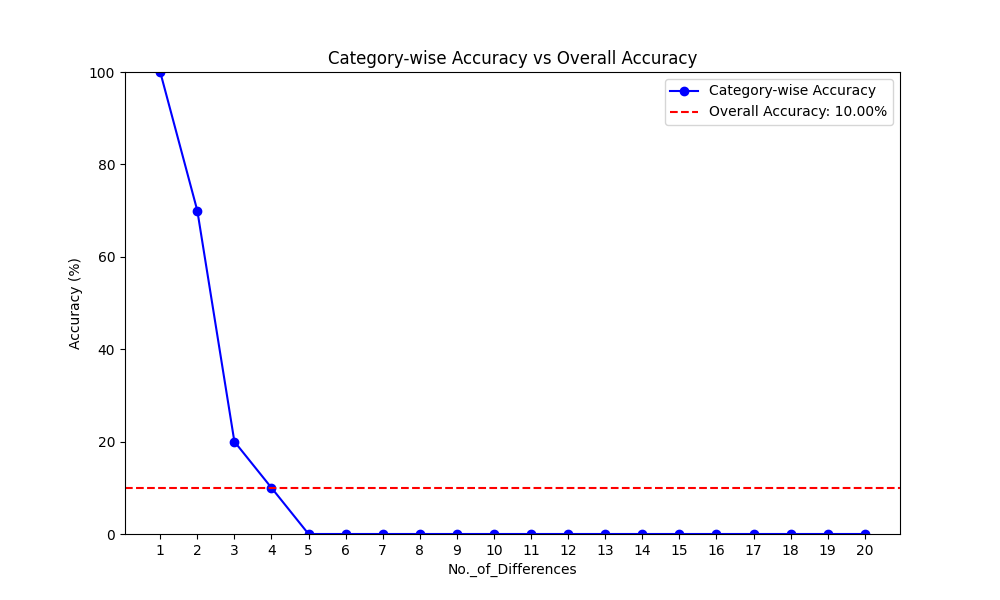 Category-wise Accuracy vs Overall Accuracy
Category-wise Accuracy
Overall Accuracy: 10.00%
Accuracy (%)
100
80
60
40
20
0
1 2 3 4 5 6 7 8 9 10 11 12 13 14 15 16 17 18 19 20
No._of_Differences